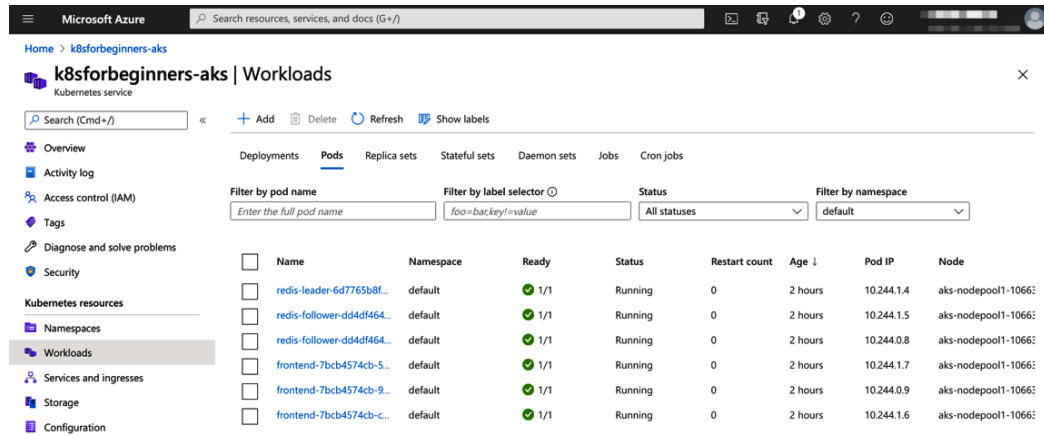 Microsoft Azure
Search resources, services, and docs (G+/)
1
Home > k8sforbeginners-aks
k8sforbeginners-aks | Workloads
Kubernetes service
Search (Cmd+/)
Overview
Activity log
Access control (IAM)
Tags
Diagnose and solve problems
Security
Kubernetes resources
Namespaces
Workloads
Services and ingresses
Storage
Configuration
Add Delete Refresh Show labels
Deployments Pods Replica sets Stateful sets Daemon sets Jobs Cron jobs
Filter by pod name Filter by label selector Status Filter by namespace
Enter the full pod name foo=bar,key!=value All statuses default
Name Namespace Ready Status Restart count Age ↓ Pod IP Node
redis-leader-6d7765b8f... default 1/1 Running 0 2 hours 10.244.1.4 aks-nodepool1-1066
redis-follower-dd4df464... default 1/1 Running 0 2 hours 10.244.1.5 aks-nodepool1-1066
redis-follower-dd4df464... default 1/1 Running 0 2 hours 10.244.0.8 aks-nodepool1-1066
frontend-7bcb4574cb-5... default 1/1 Running 0 2 hours 10.244.1.7 aks-nodepool1-1066
frontend-7bcb4574cb-9... default 1/1 Running 0 2 hours 10.244.0.9 aks-nodepool1-1066
frontend-7bcb4574cb-c... default 1/1 Running 0 2 hours 10.244.1.6 aks-nodepool1-1066